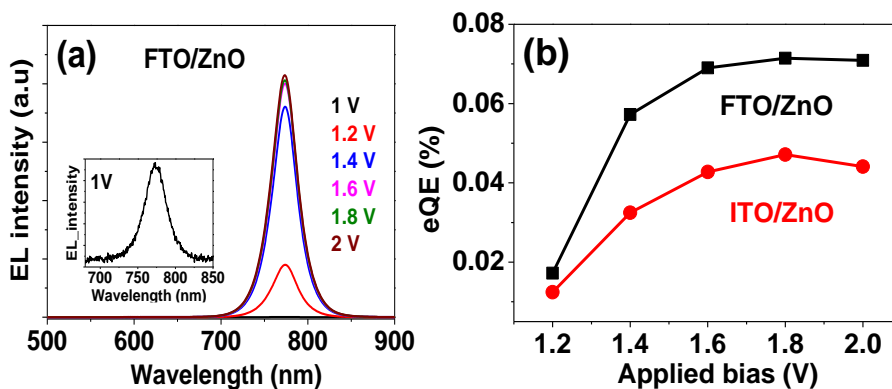 (a)
FTO/ZnO
EL intensity (a.u)
1 V
1.2 V
1.4 V
1.6 V
1.8 V
2 V
1V
EL_intensity
700 750 800 850
Wavelength (nm)
500 600 700 800 900
Wavelength (nm)
(b)
0.08
0.06
0.04
0.02
eQE (%)
FTO/ZnO
ITO/ZnO
1.2 1.4 1.6 1.8 2.0
Applied bias (V)